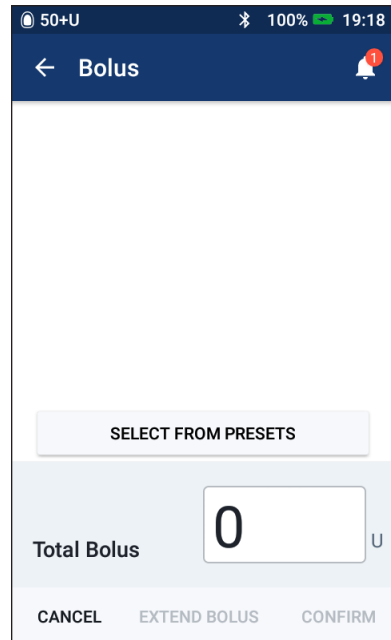 50+U 100% 19:18
Bolus 1
SELECT FROM PRESETS
Total Bolus 0 U
CANCEL EXTEND BOLUS CONFIRM